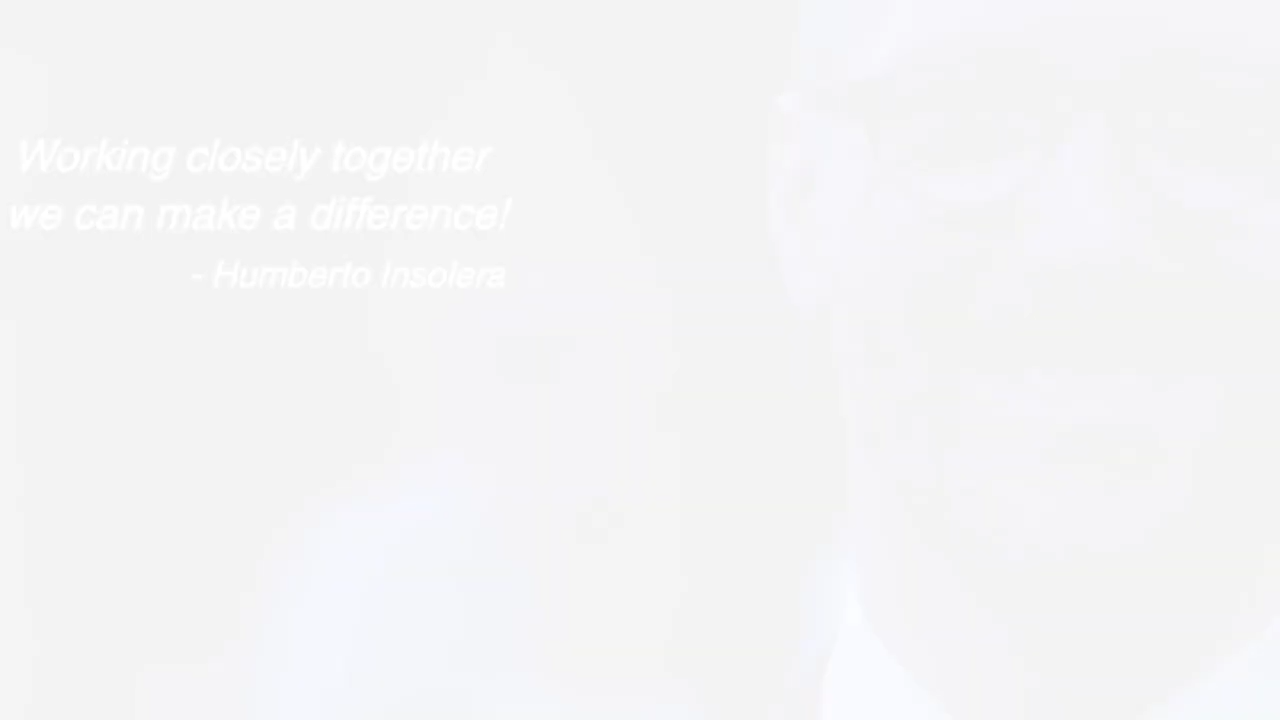 Working closely together
we can make a difference!
- Humberto Insolera